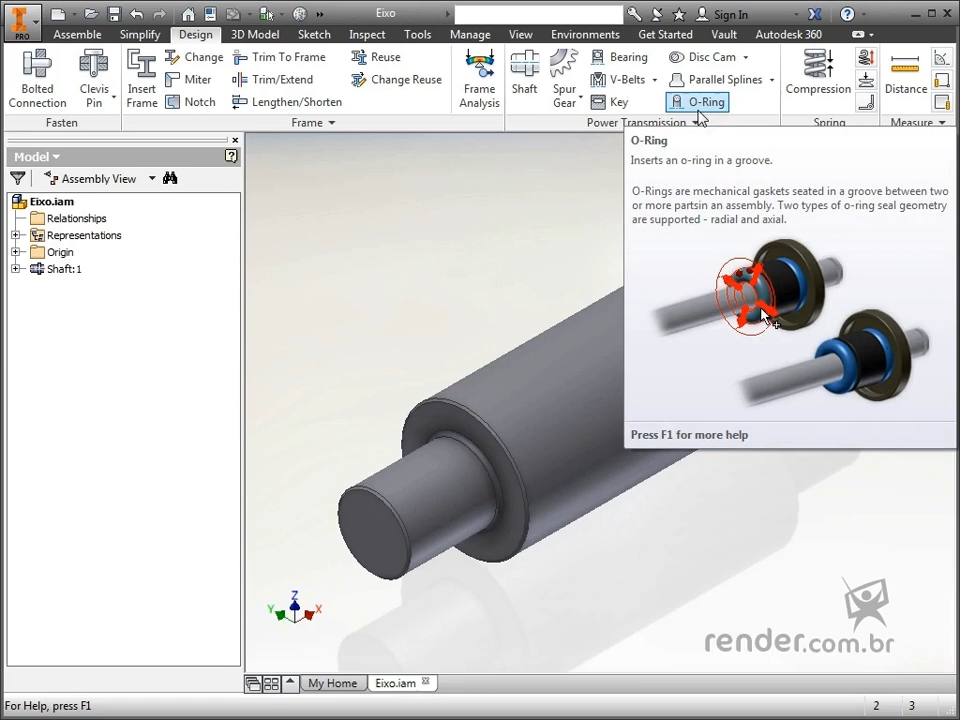 PRO
Eixo
Sign In
Assemble Simplify Design 3D Model Sketch Inspect Tools Manage View Environments Get Started Vault Autodesk 360
Bolted Connection
Clevis Pin
Insert Frame
Change
Miter
Notch
Trim To Frame
Trim/Extend
Lengthen/Shorten
Reuse
Change Reuse
Frame Analysis
Shaft
Spur Gear
Bearing
V-Belts
Key
Disc Cam
Parallel Splines
O-Ring
Compression
Distance
Fasten
Frame
Power Transmission
Spring
Measure
Model
Assembly View
Eixo.iam
Relationships
Representations
Origin
Shaft:1
O-Ring
Inserts an o-ring in a groove.
O-Rings are mechanical gaskets seated in a groove between two
or more partsin an assembly. Two types of o-ring seal geometry
are supported - radial and axial.
Press F1 for more help
Z
Y
X
render.com.br
My Home
Eixo.iam
For Help, press F1
2
3